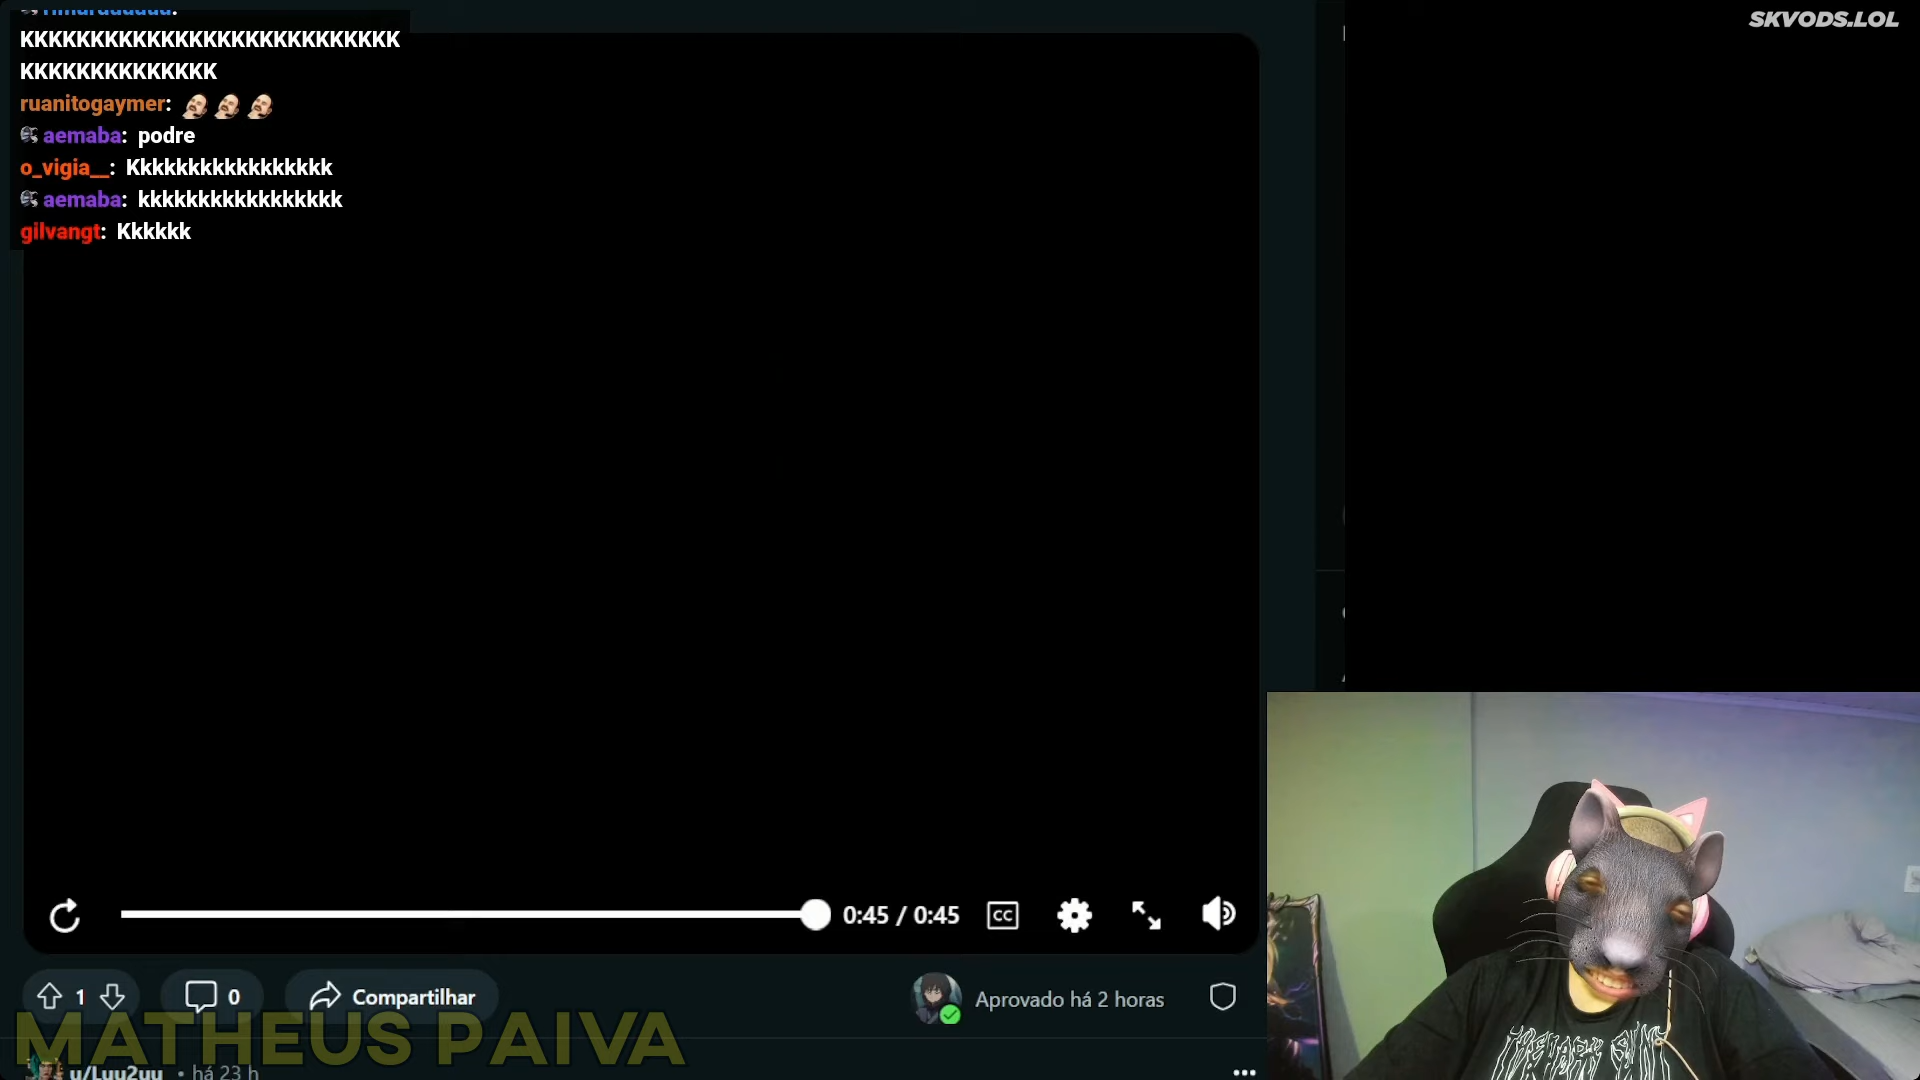 SKVODS.LOL
KKKKKKKKKKKKKKKKKKKKKKKKKKK
KKKKKKKKKKKKKK
ruanitogaymer:
aemaba: podre
o_vigia__: Kkkkkkkkkkkkkkkkk
aemaba: kkkkkkkkkkkkkkkkk
gilvangt: Kkkkkk
0:45 / 0:45
CC
1
0
Compartilhar
Aprovado há 2 horas
MATHEUS PAIVA
u/Luu2uu • há 23 h